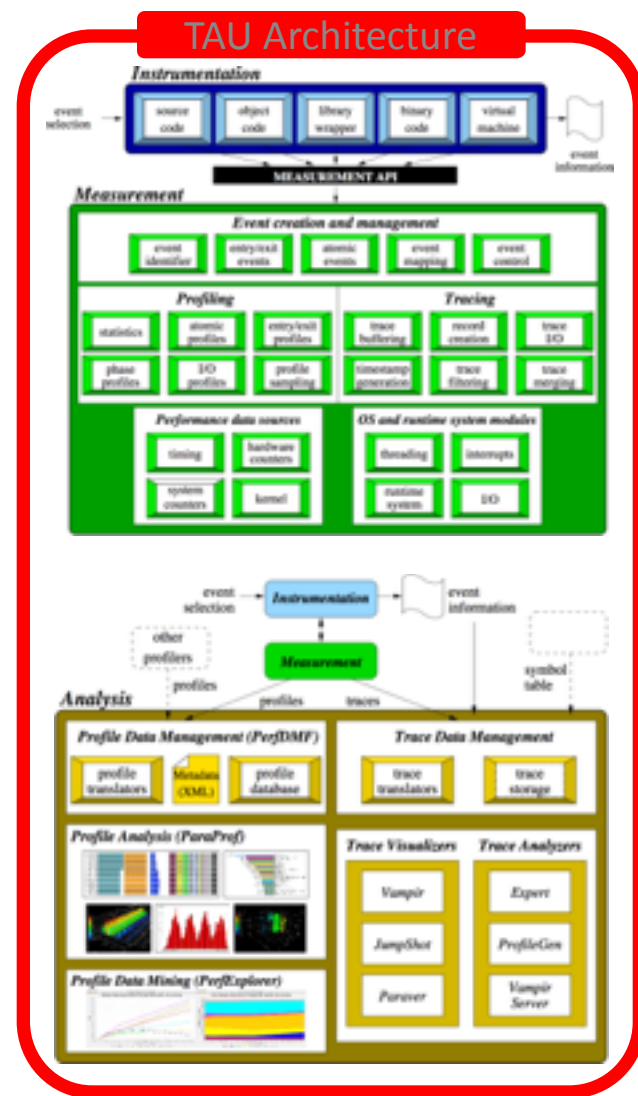 TAU Architecture
Instrumentation
event
selection
source
code
object
code
library
wrapper
binary
code
virtual
machine
event
information
MEASUREMENT API
Measurement
Event creation and management
event
identifier
entry/exit
events
atomic
events
event
mapping
event
control
Profiling
Tracing
statistics
atomic
profiles
entry/exit
profiles
trace
buffering
record
creation
trace
I/O
phase
profiles
I/O
profiles
profile
sampling
timestamp
generation
trace
filtering
trace
merging
Performance data sources
OS and runtime system modules
timing
hardware
counters
threading
interrupts
system
counters
kernel
runtime
system
I/O
event
selection
Instrumentation
event
information
other
profilers
Measurement
symbol
table
profiles
profiles
traces
Analysis
Profile Data Management (PerfDMF)
Trace Data Management
profile
translators
Metadata
(XML)
profile
database
trace
translators
trace
storage
Profile Analysis (ParaProf)
Trace Visualizers
Trace Analyzers
Vampir
Expert
JumpShot
ProfileGen
Paraver
Vampir
Server
Profile Data Mining (PerfExplorer)